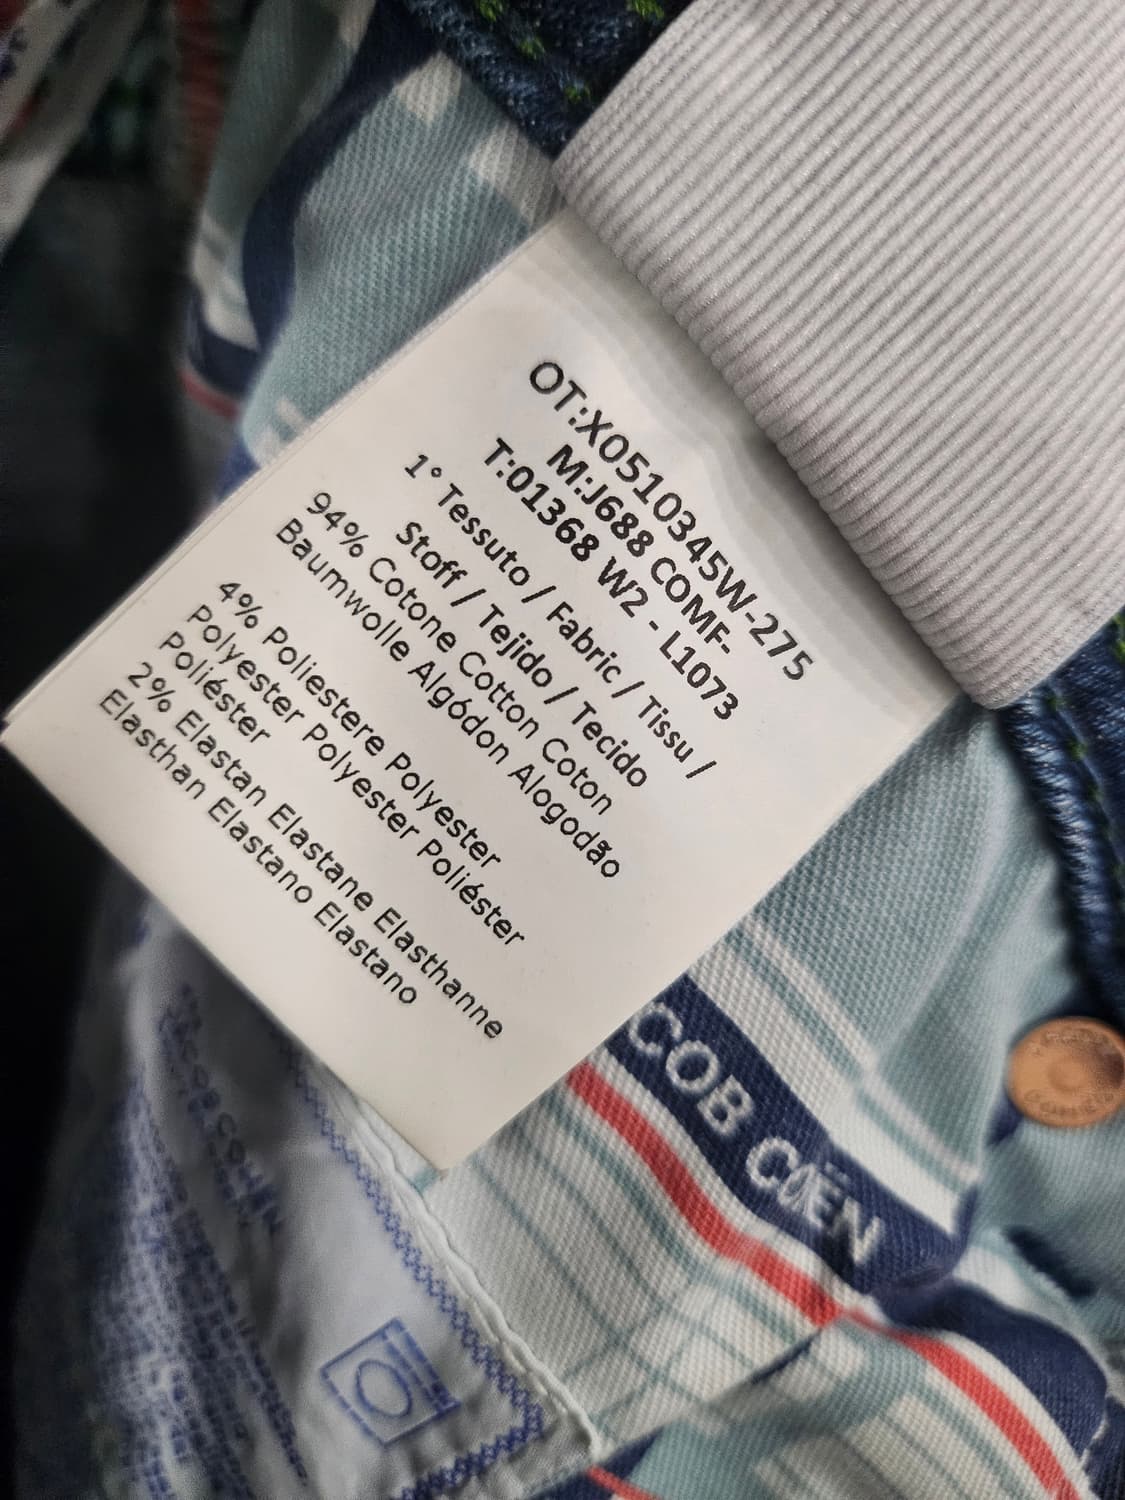 OT:X0510345W-275
M:J688 COMF-
T:01368 W2 - L1073
1° Tessuto / Fabric / Tissu /
Stoff / Tejido / Tecido
94% Cotone Cotton Coton
Baumwolle Algódon Alogodão
4% Poliestere Polyester
Polyester Polyester Poliéster
Poliéster
2% Elastan Elastane Elasthanne
Elasthan Elastano Elastano
COB COËN